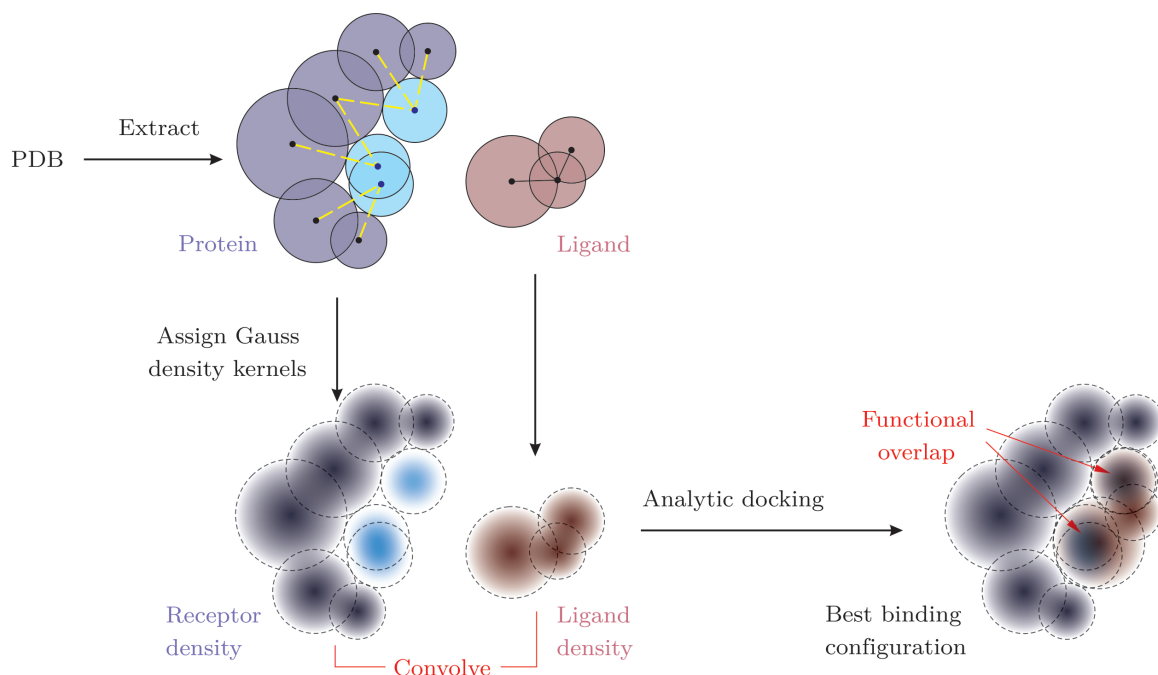 Extract
PDB
Protein
Ligand
Assign Gauss
density kernels
Functional
overlap
Analytic docking
Receptor
density
Ligand
density
Convolve
Best binding
configuration